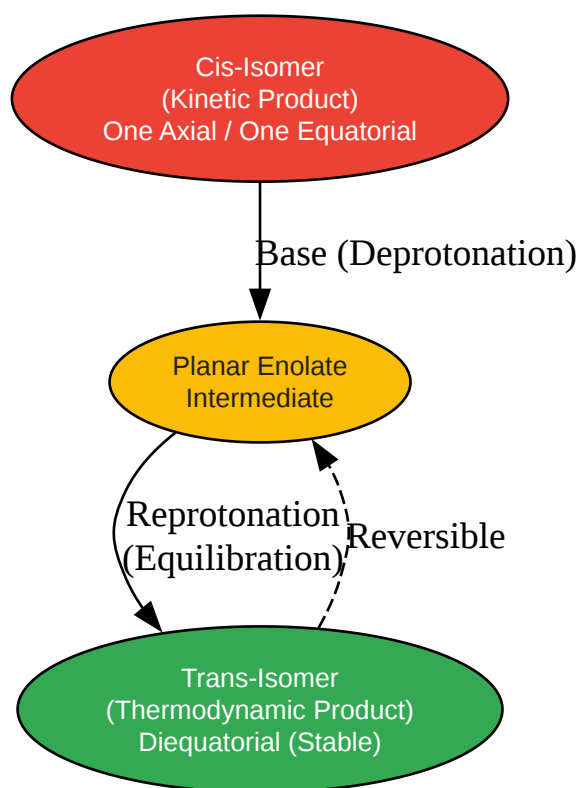 Cis-Isomer
(Kinetic Product)
One Axial / One Equatorial
Base (Deprotonation)
Planar Enolate
Intermediate
Reprotonation
(Equilibration)
Reversible
Trans-Isomer
(Thermodynamic Product)
Diequatorial (Stable)